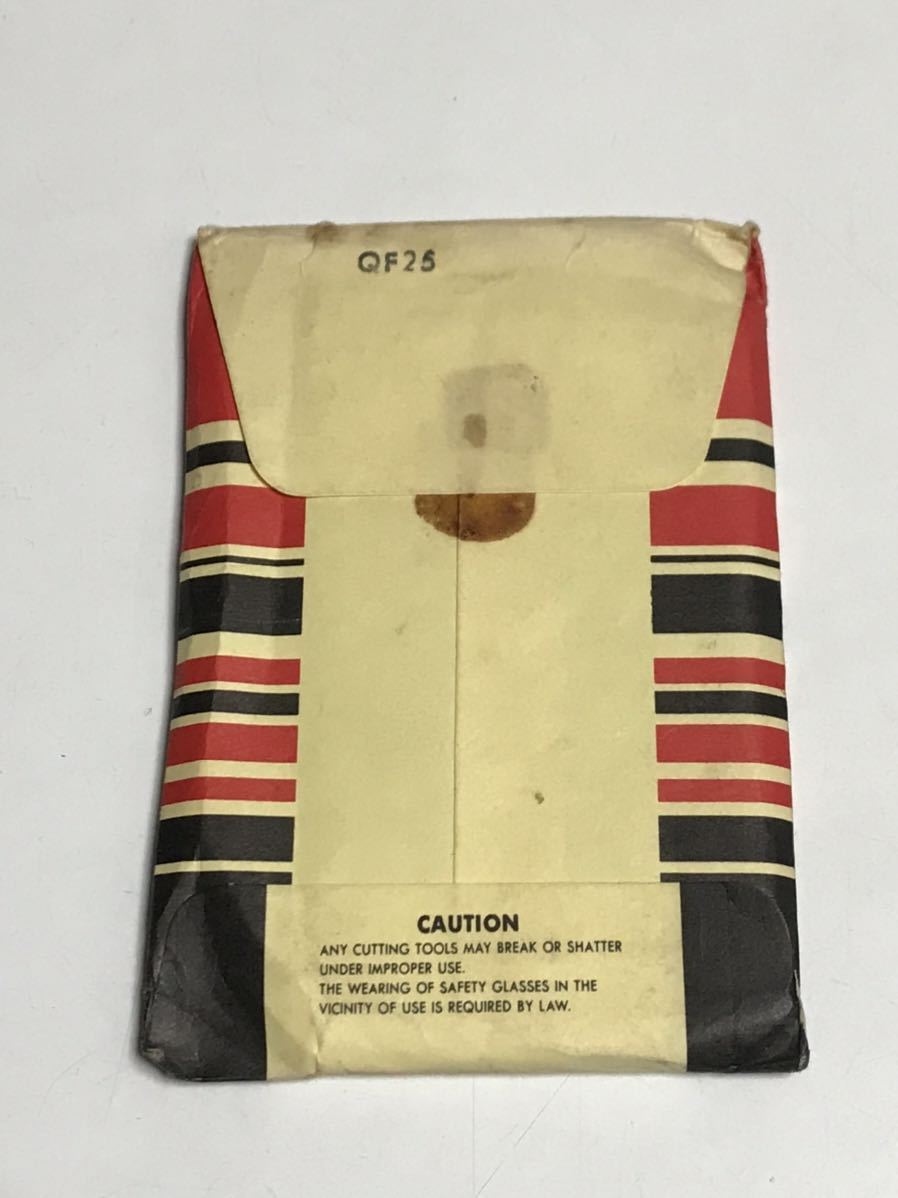 QF25
CAUTION
ANY CUTTING TOOLS MAY BREAK OR SHATTER
UNDER IMPROPER USE.
THE WEARING OF SAFETY GLASSES IN THE
VICINITY OF USE IS REQUIRED BY LAW.